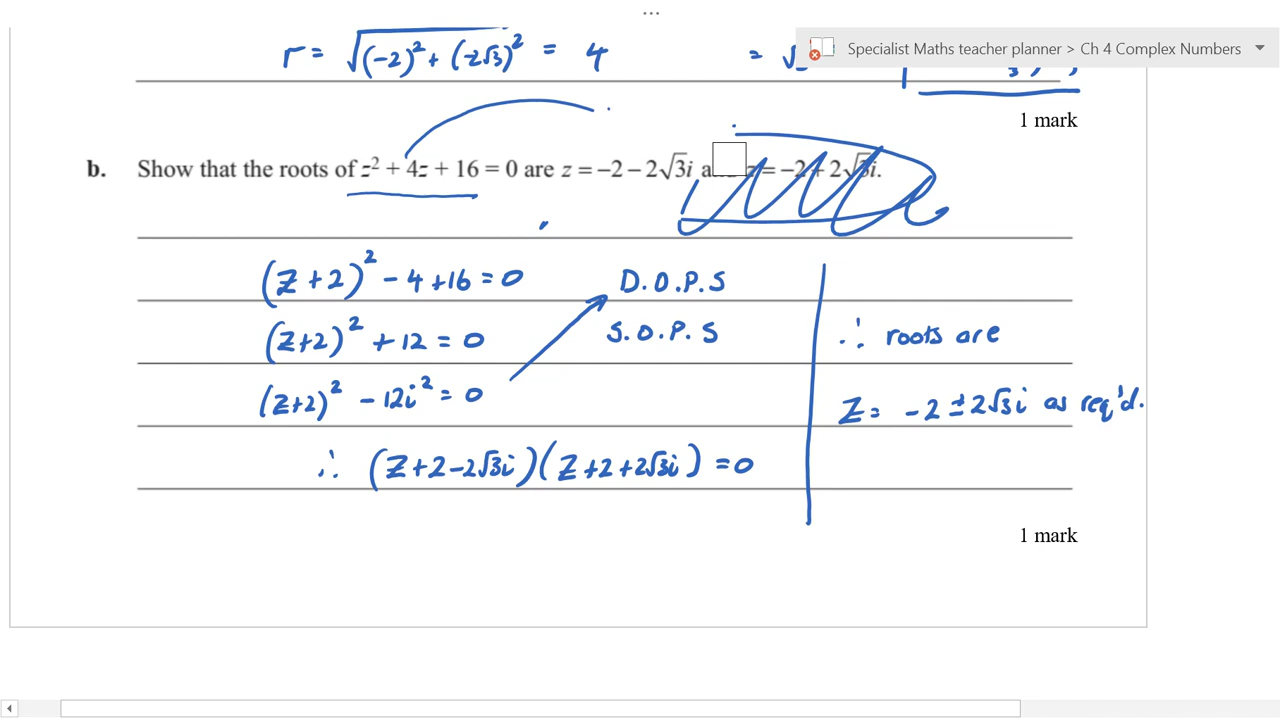 r = √(-2)² + (-2√3)² = 4 = √
Specialist Maths teacher planner > Ch 4 Complex Numbers
1 mark
b. Show that the roots of z² + 4z + 16 = 0 are z = −2 − 2√3i a z = −2 + 2√3i.
(z+2)² - 4 +16 = 0
D.O.P.S
(z+2)² + 12 = 0
S.O.P.S
(z+2)² - 12i² = 0
∴ (z+2-2√3i)(z+2+2√3i) = 0
∴ roots are
z = -2 ± 2√3i as req'd.
1 mark